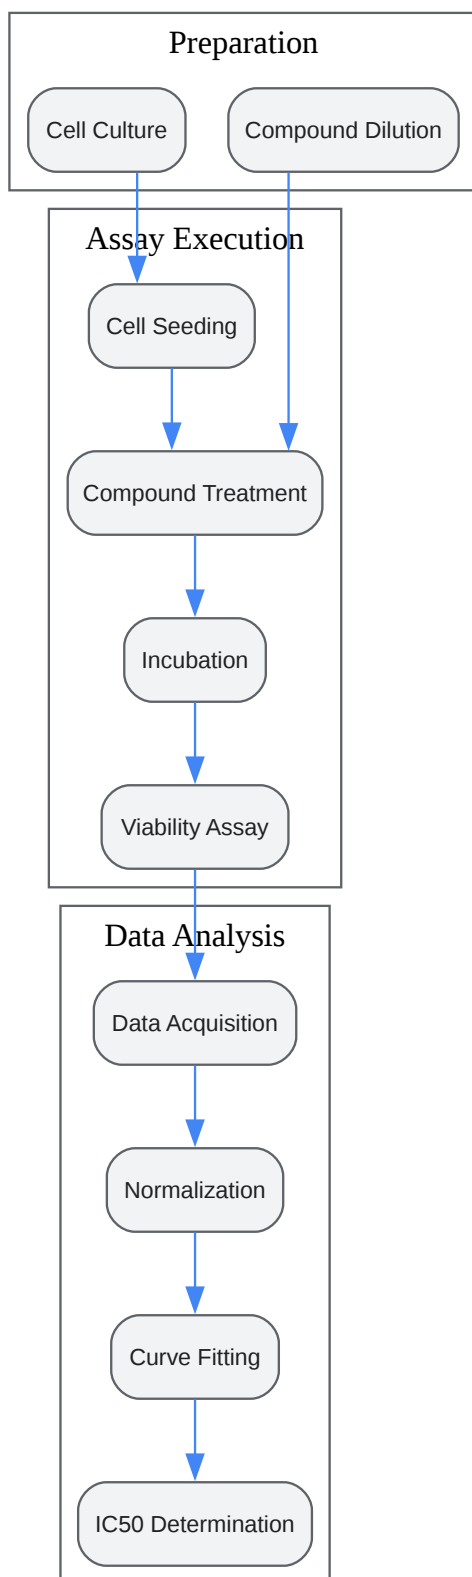 Preparation
Cell Culture
Compound Dilution
Assay Execution
Cell Seeding
Compound Treatment
Incubation
Viability Assay
Data Analysis
Data Acquisition
Normalization
Curve Fitting
IC50 Determination